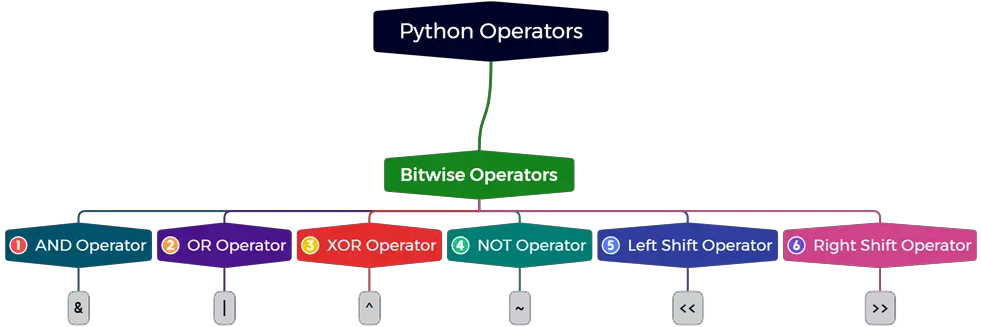 Python Operators
Bitwise Operators
1 AND Operator
2 OR Operator
3 XOR Operator
4 NOT Operator
5 Left Shift Operator
6 Right Shift Operator
&
|
^
~
<<
>>